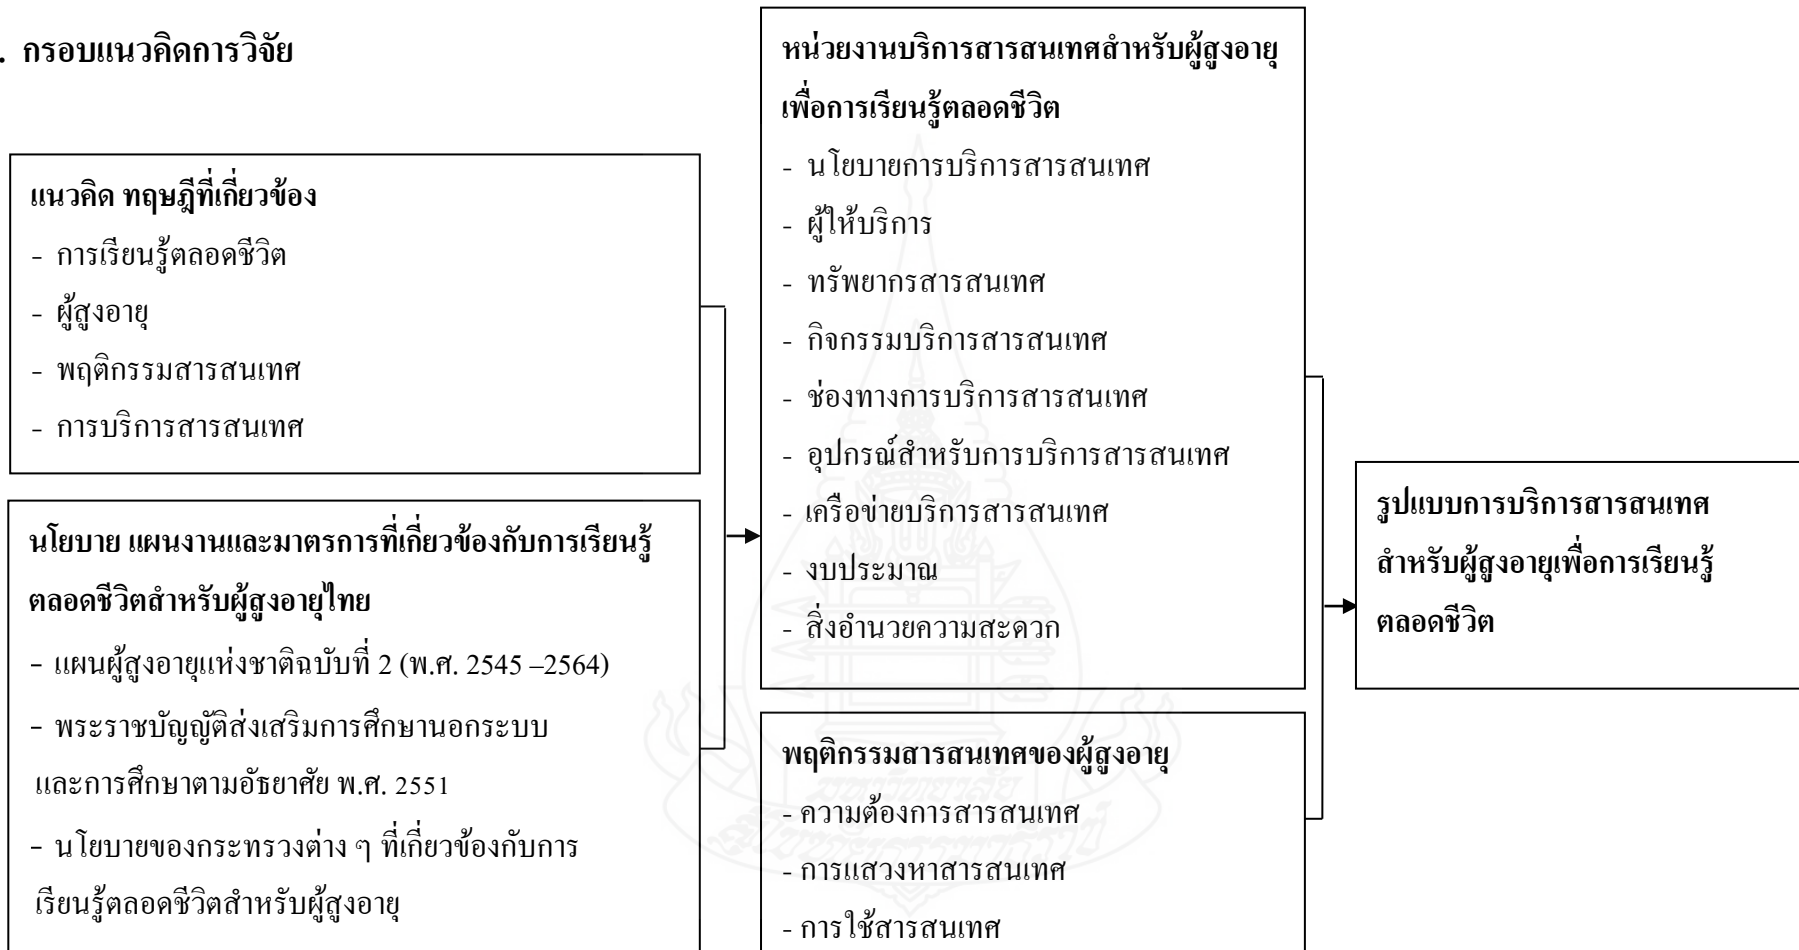 . กรอบแนวคิดการวิจัย
แนวคิด ทฤษฎีที่เกี่ยวข้อง
- การเรียนรู้ตลอดชีวิต
- ผู้สูงอายุ
- พฤติกรรมสารสนเทศ
- การบริการสารสนเทศ
นโยบาย แผนงานและมาตรการที่เกี่ยวข้องกับการเรียนรู้
ตลอดชีวิตสำหรับผู้สูงอายุไทย
- แผนผู้สูงอายุแห่งชาติฉบับที่ 2 (พ.ศ. 2545 –2564)
- พระราชบัญญัติส่งเสริมการศึกษานอกระบบ
และการศึกษาตามอัธยาศัย พ.ศ. 2551
- นโยบายของกระทรวงต่าง ๆ ที่เกี่ยวข้องกับการ
เรียนรู้ตลอดชีวิตสำหรับผู้สูงอายุ
หน่วยงานบริการสารสนเทศสำหรับผู้สูงอายุ
เพื่อการเรียนรู้ตลอดชีวิต
- นโยบายการบริการสารสนเทศ
- ผู้ให้บริการ
- ทรัพยากรสารสนเทศ
- กิจกรรมบริการสารสนเทศ
- ช่องทางการบริการสารสนเทศ
- อุปกรณ์สำหรับการบริการสารสนเทศ
- เครือข่ายบริการสารสนเทศ
- งบประมาณ
- สิ่งอำนวยความสะดวก
พฤติกรรมสารสนเทศของผู้สูงอายุ
- ความต้องการสารสนเทศ
- การแสวงหาสารสนเทศ
- การใช้สารสนเทศ
รูปแบบการบริการสารสนเทศ
สำหรับผู้สูงอายุเพื่อการเรียนรู้
ตลอดชีวิต